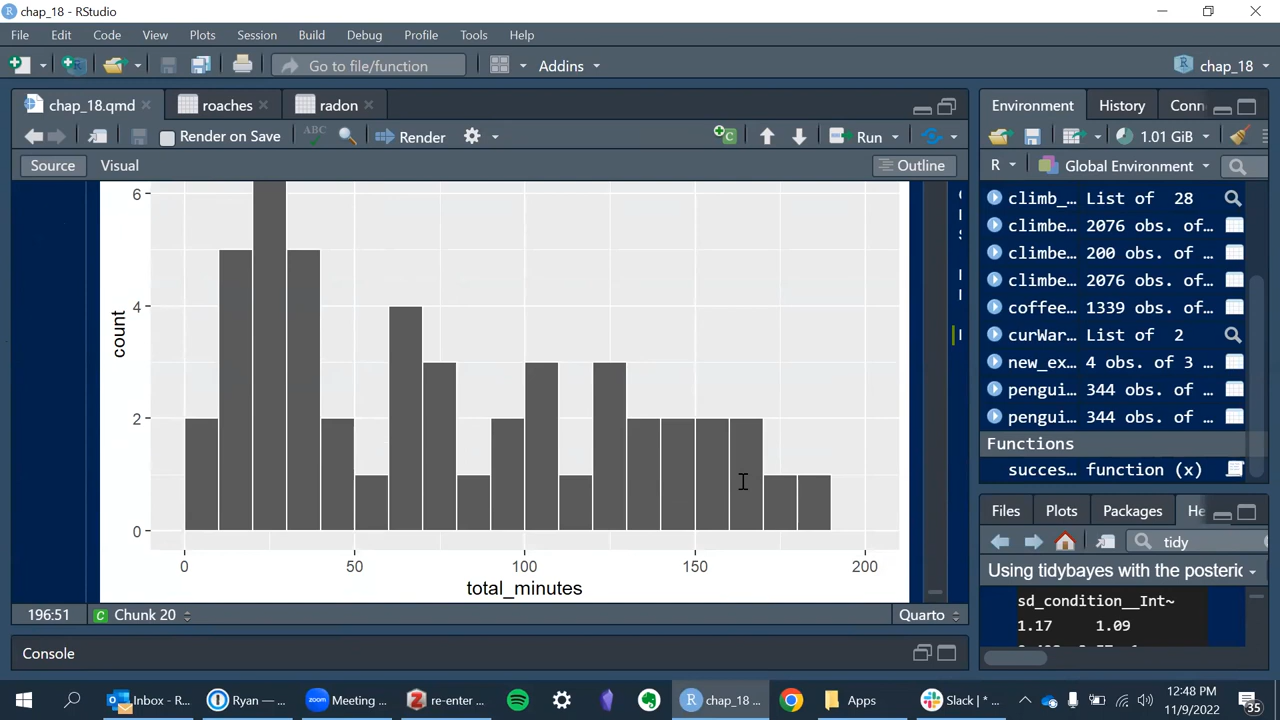 chap_18 - RStudio
File Edit Code View Plots Session Build Debug Profile Tools Help
Go to file/function Addins chap_18
chap_18.qmd roaches radon
Render on Save ABC Render Run
Source Visual Outline
6
4
2
0
count
0 50 100 150 200
total_minutes
196:51 Chunk 20 Quarto
Console
Environment History Conn
1.01 GiB
R Global Environment
climb_… List of 28
climbe… 2076 obs. of…
climbe… 200 obs. of …
climbe… 2076 obs. of…
coffee… 1339 obs. of…
curWar… List of 2
new_ex… 4 obs. of 3 …
pengui… 344 obs. of …
pengui… 344 obs. of …
Functions
succes… function (x)
Files Plots Packages He
tidy
Using tidybayes with the posteric
sd_condition__Int~
1.17 1.09
Inbox - R… Ryan —… Meeting … re-enter … chap_18 … Apps Slack | *…
12:48 PM
11/9/2022
35